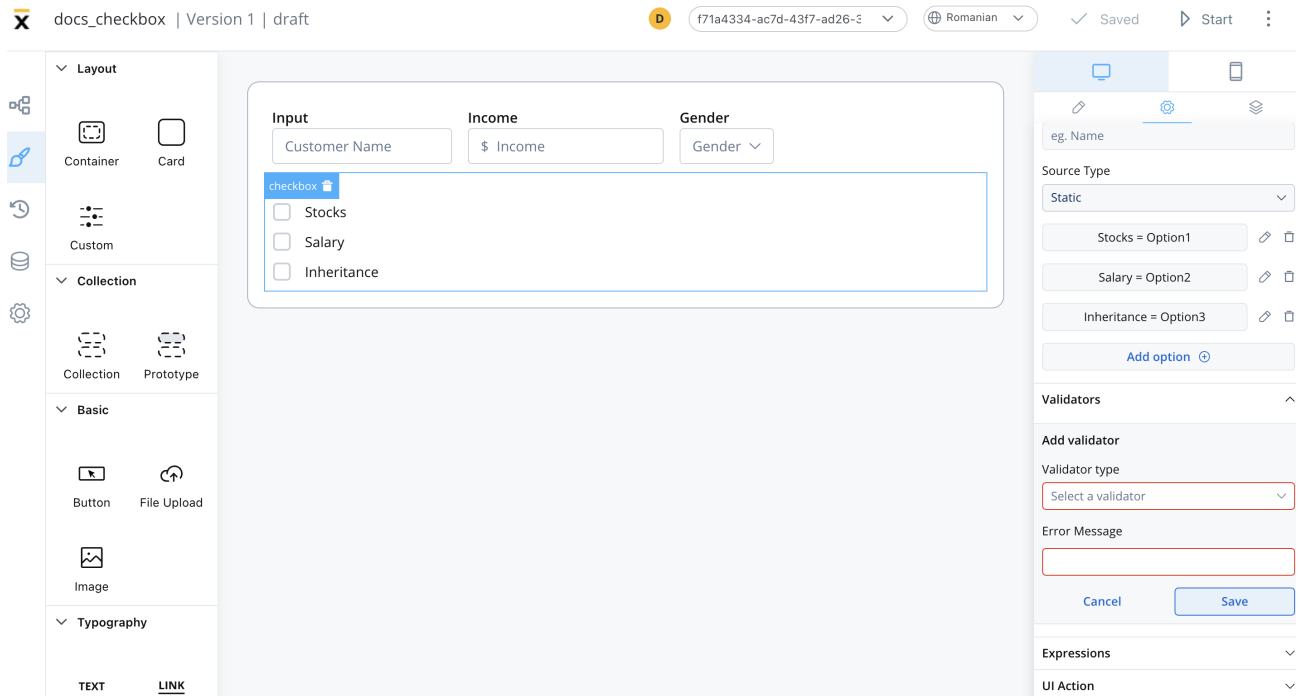 docs_checkbox | Version 1 | draft
D
f71a4334-ac7d-43f7-ad26-3
Romanian
Saved
Start
Layout
Container
Card
Custom
Collection
Collection
Prototype
Basic
Button
File Upload
Image
Typography
TEXT
LINK
Input
Income
Gender
Customer Name
$ Income
Gender
checkbox
Stocks
Salary
Inheritance
eg. Name
Source Type
Static
Stocks = Option1
Salary = Option2
Inheritance = Option3
Add option
Validators
Add validator
Validator type
Select a validator
Error Message
Cancel
Save
Expressions
UI Action